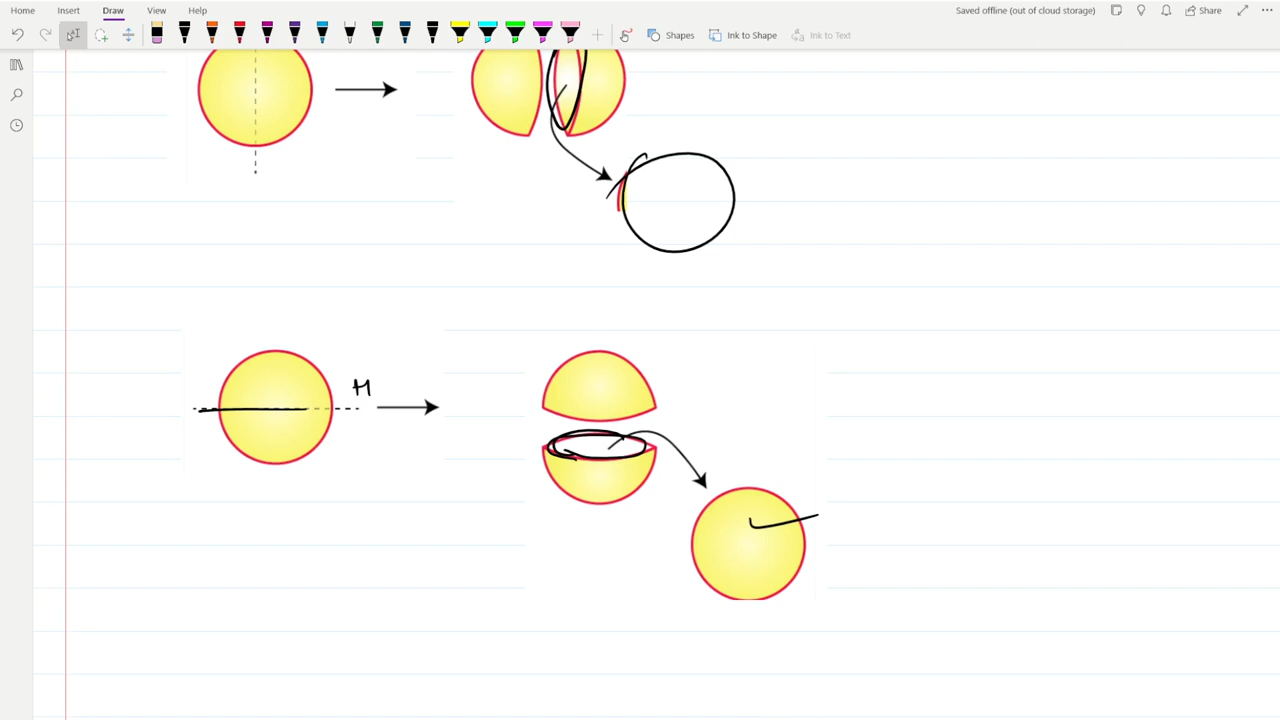 Home Insert Draw View Help
Saved offline (out of cloud storage) Share
Shapes Ink to Shape Ink to Text
H